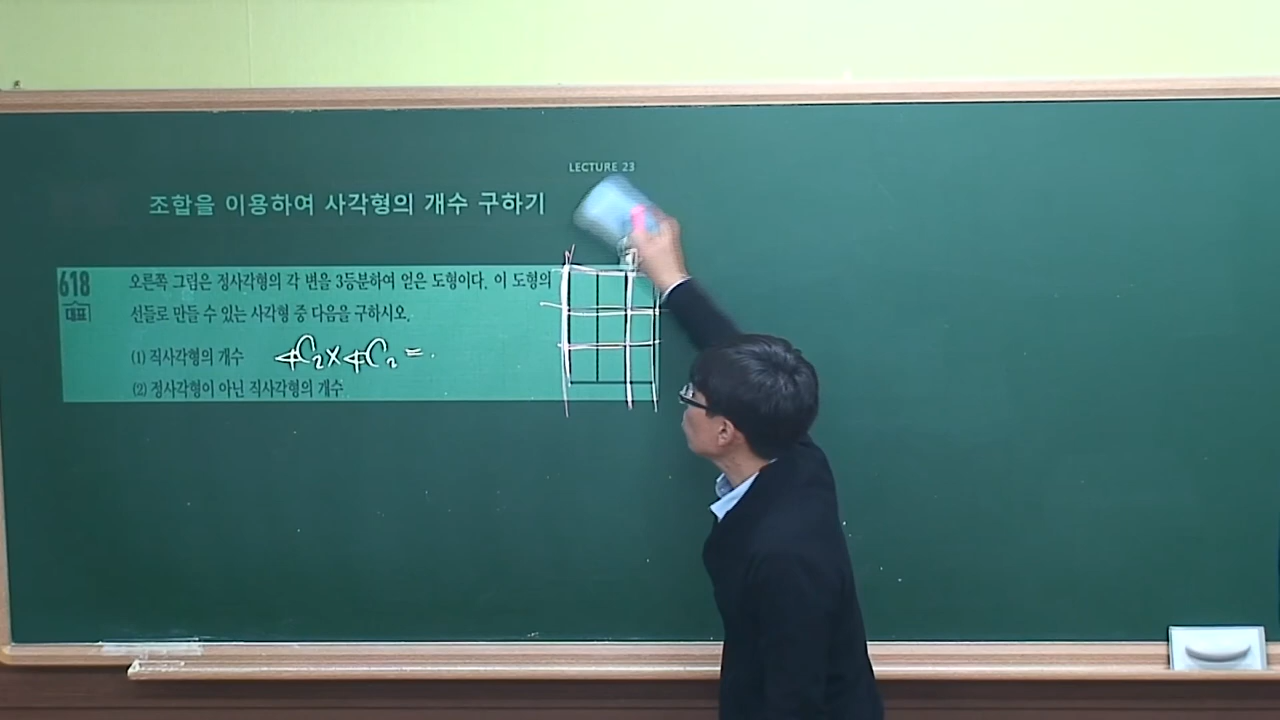 LECTURE 23
조합을 이용하여 사각형의 개수 구하기
618
대표
오른쪽 그림은 정사각형의 각 변을 3등분하여 얻은 도형이다. 이 도형의
선들로 만들 수 있는 사각형 중 다음을 구하시오.
(1) 직사각형의 개수 4C2×4C2=
(2) 정사각형이 아닌 직사각형의 개수